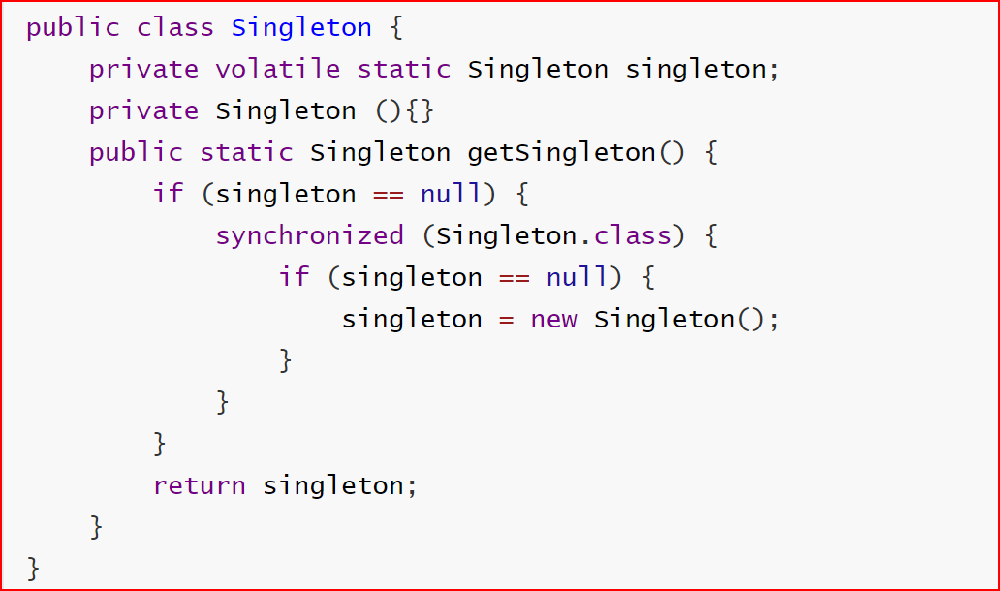 public class Singleton {
    private volatile static Singleton singleton;
    private Singleton (){}
    public static Singleton getSingleton() {
        if (singleton == null) {
            synchronized (Singleton.class) {
                if (singleton == null) {
                    singleton = new Singleton();
                }
            }
        }
        return singleton;
    }
}